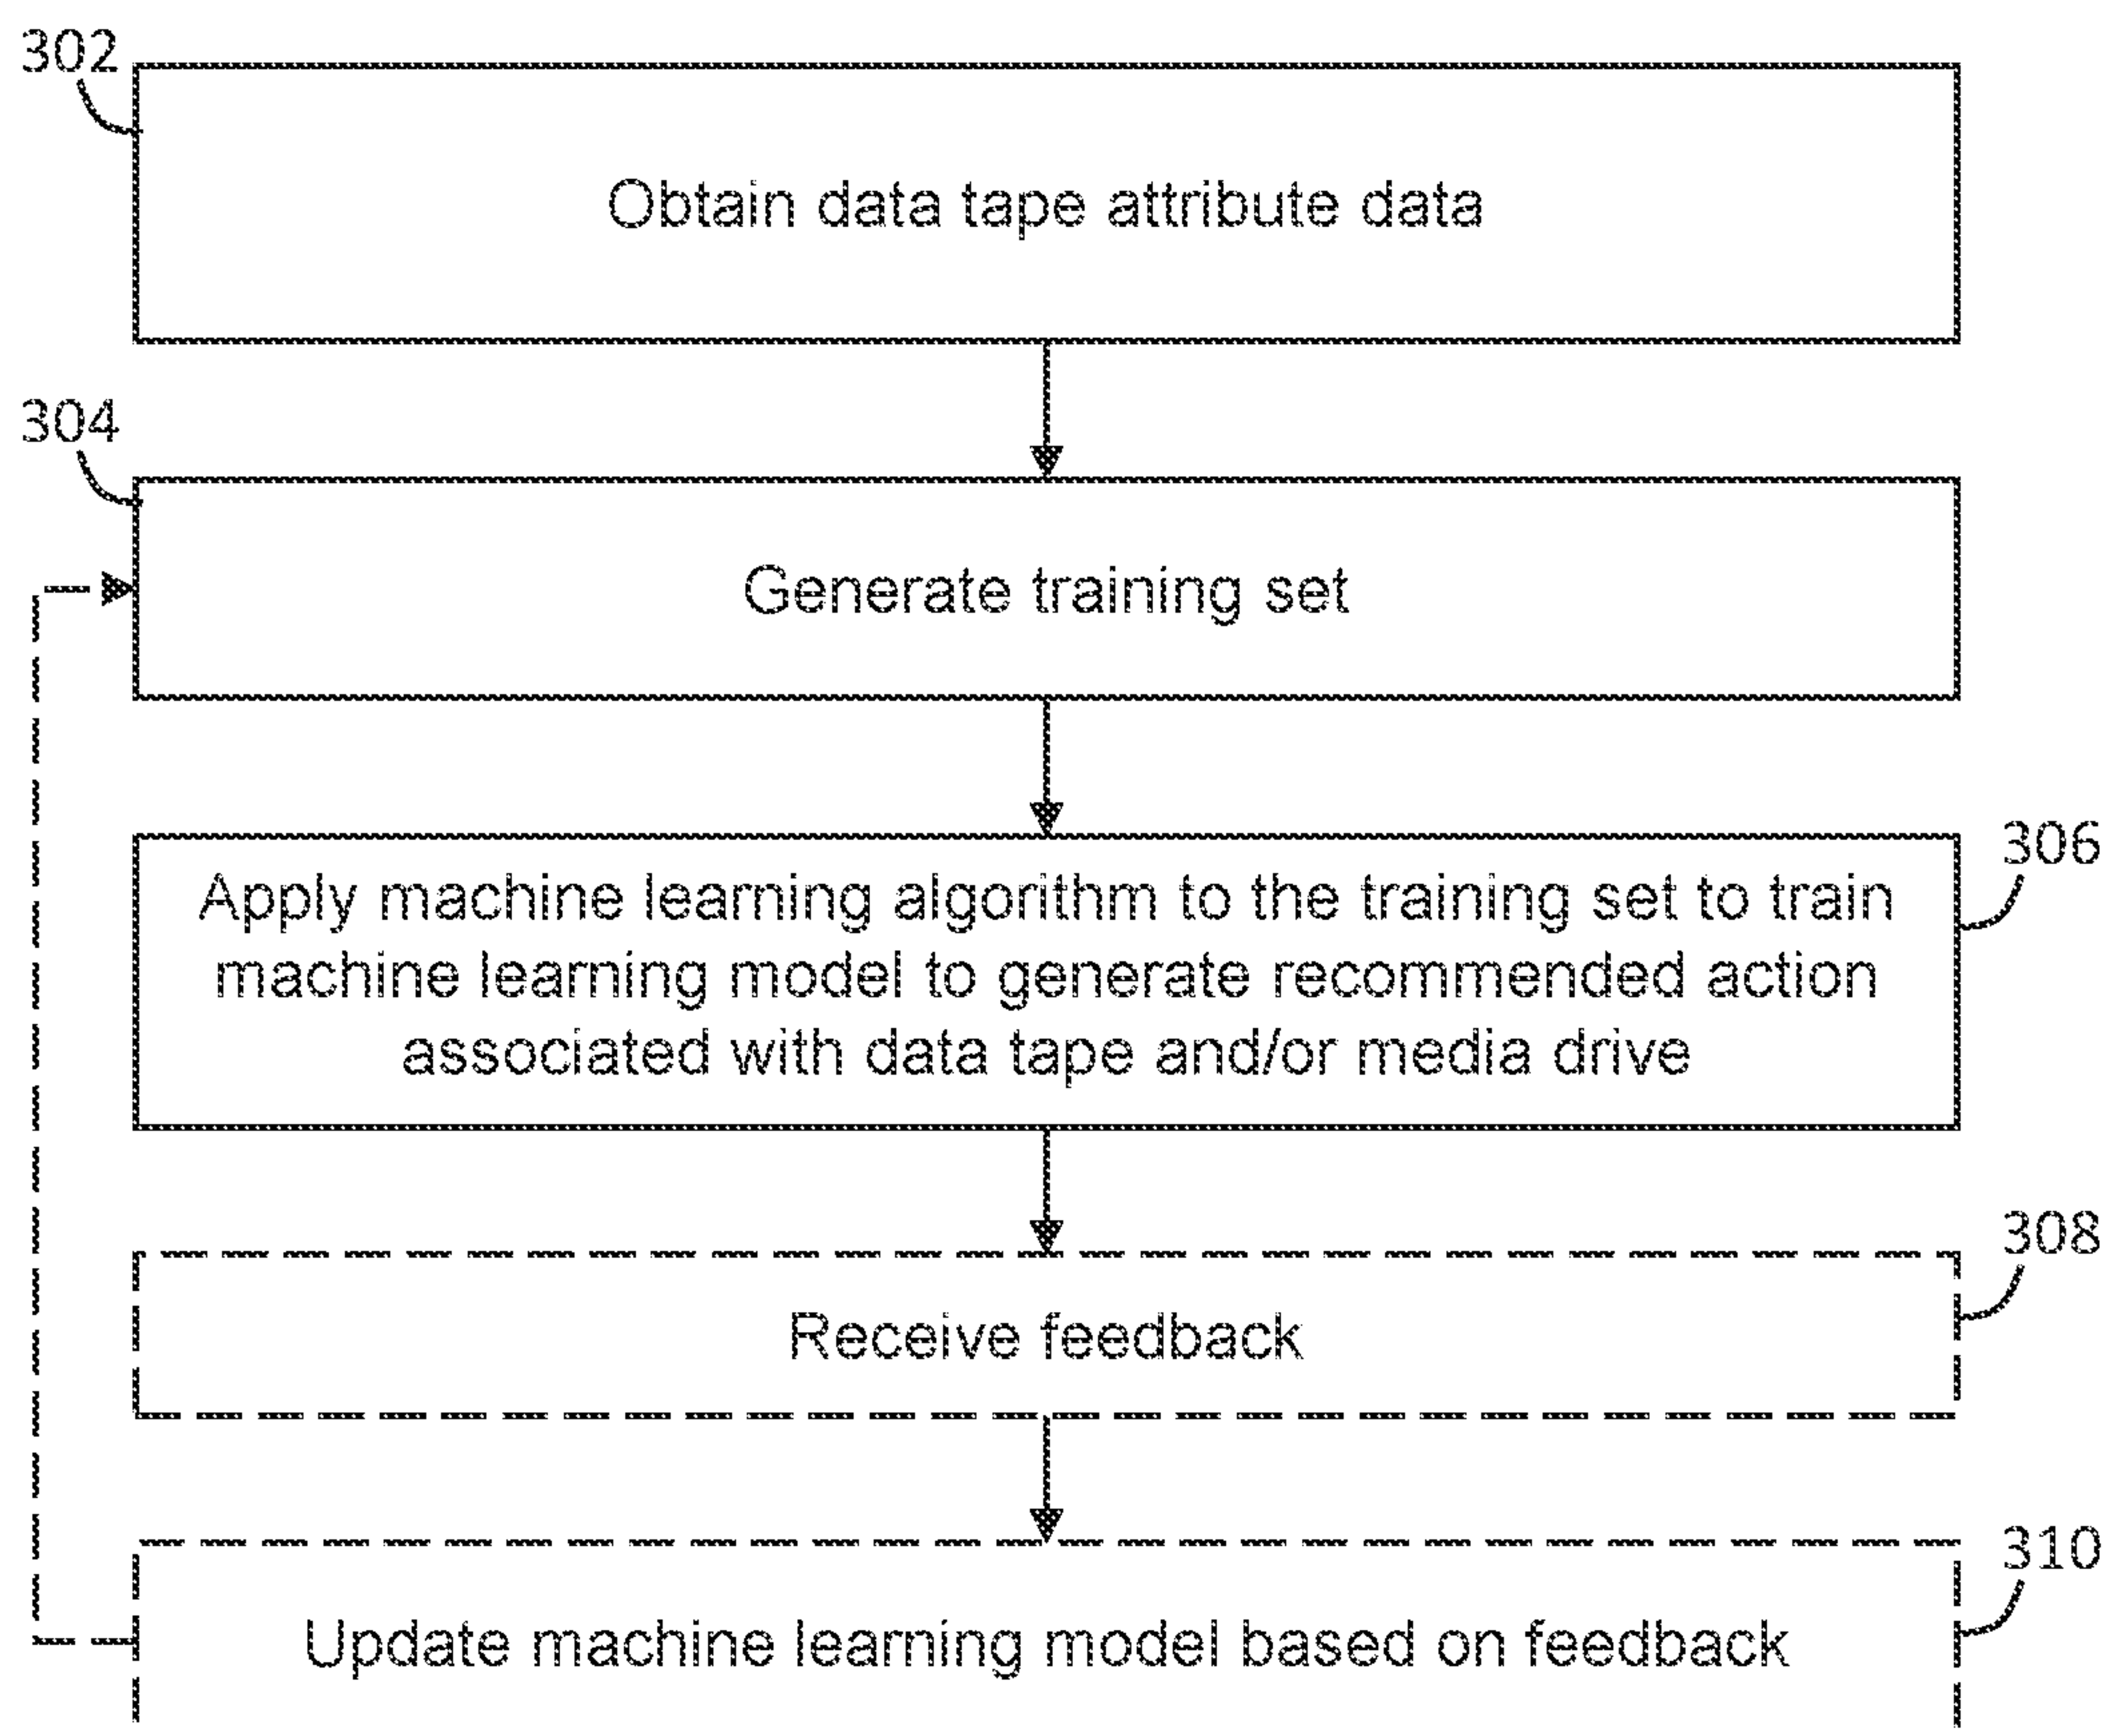 302
Obtain data tape attribute data
304
Generate training set
306
Apply machine learning algorithm to the training set to train
machine learning model to generate recommended action
associated with data tape and/or media drive
308
Receive feedback
310
Update machine learning model based on feedback